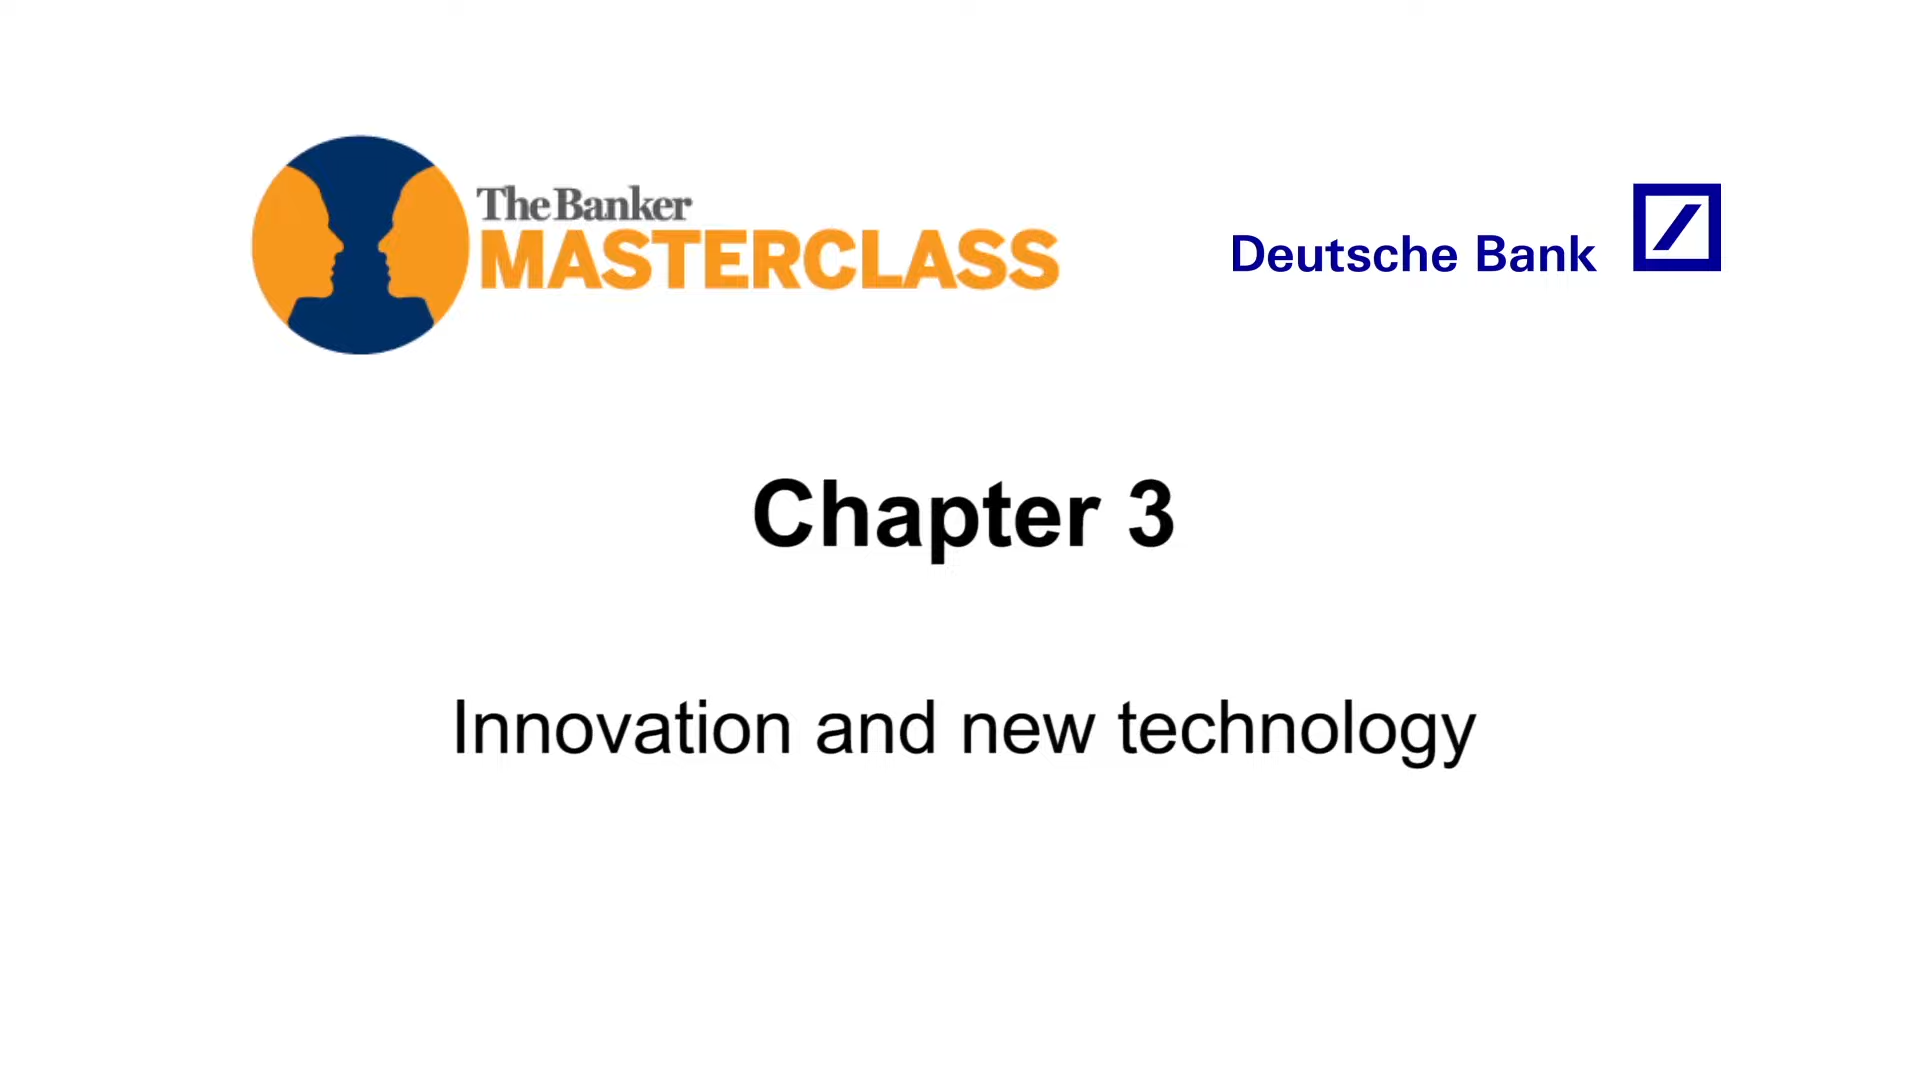 The Banker
MASTERCLASS
Deutsche Bank
Chapter 3
Innovation and new technology